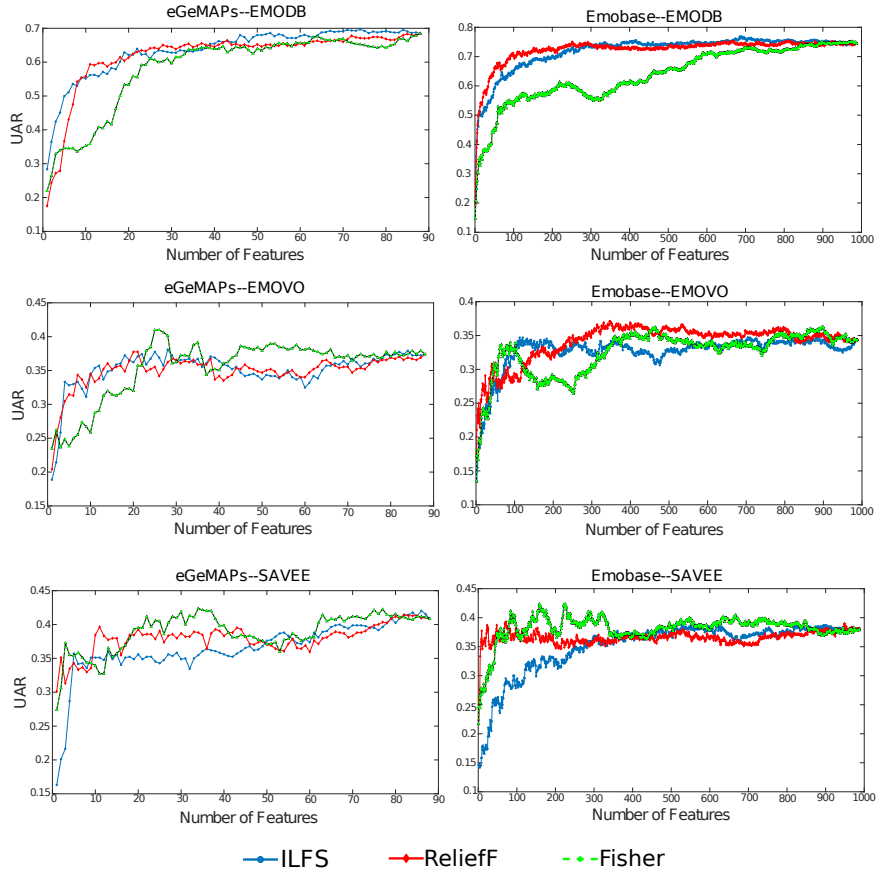 eGeMAPs--EMODB
0.7
0.6
0.5
0.4
0.3
0.2
0.1
UAR
0 10 20 30 40 50 60 70 80 90
Number of Features
Emobase--EMODB
0.8
0.7
0.6
0.5
0.4
0.3
0.2
0.1
0 100 200 300 400 500 600 700 800 900 1000
Number of Features
eGeMAPs--EMOVO
0.45
0.4
0.35
0.3
0.25
0.2
0.15
UAR
0 10 20 30 40 50 60 70 80 90
Number of Features
Emobase--EMOVO
0.4
0.35
0.3
0.25
0.2
0.15
0.1
0 100 200 300 400 500 600 700 800 900 1000
Number of Features
eGeMAPs--SAVEE
0.45
0.4
0.35
0.3
0.25
0.2
0.15
UAR
0 10 20 30 40 50 60 70 80 90
Number of Features
Emobase--SAVEE
0.45
0.4
0.35
0.3
0.25
0.2
0.15
0.1
0 100 200 300 400 500 600 700 800 900 1000
Number of Features
ILFS ReliefF Fisher